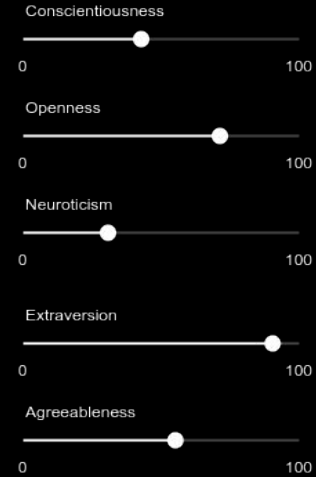 Conscientiousness
0 100
Openness
0 100
Neuroticism
0 100
Extraversion
0 100
Agreeableness
0 100